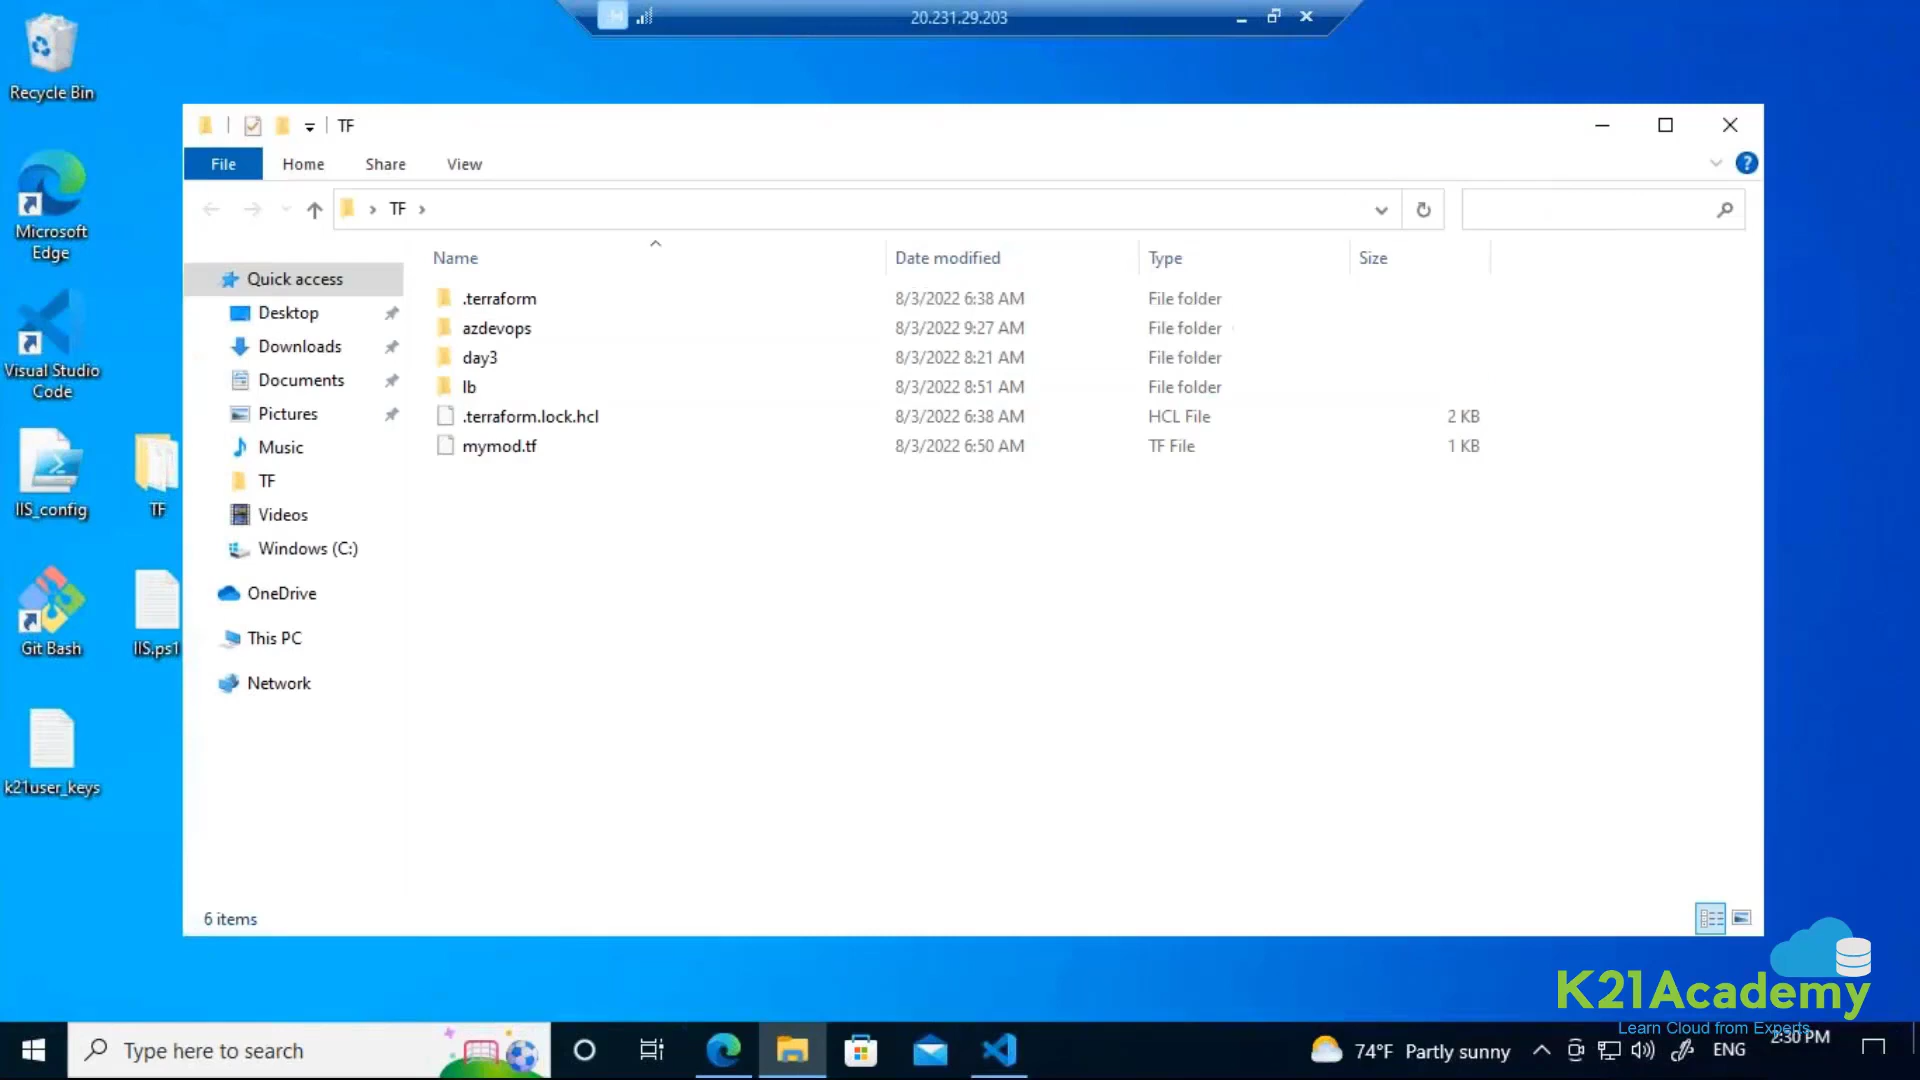 20.231.29.203
Recycle Bin
Microsoft
Edge
Visual Studio
Code
IIS_config
TF
Git Bash
IIS.ps1
k21user_keys
TF
File Home Share View
TF
Name Date modified Type Size
Quick access
Desktop
Downloads
Documents
Pictures
Music
TF
Videos
Windows (C:)
OneDrive
This PC
Network
.terraform 8/3/2022 6:38 AM File folder
azdevops 8/3/2022 9:27 AM File folder
day3 8/3/2022 8:21 AM File folder
lb 8/3/2022 8:51 AM File folder
.terraform.lock.hcl 8/3/2022 6:38 AM HCL File 2 KB
mymod.tf 8/3/2022 6:50 AM TF File 1 KB
6 items
K21Academy
Learn Cloud from Experts
Type here to search
74°F Partly sunny
ENG
2:30 PM